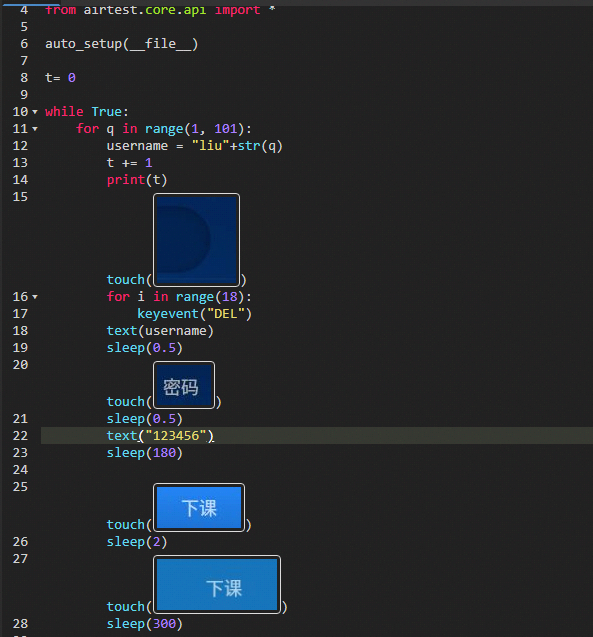 4 from airtest.core.api import *
5
6 auto_setup(__file__)
7
8 t= 0
9
10 while True:
11 for q in range(1, 101):
12 username = "liu"+str(q)
13 t += 1
14 print(t)
15
touch( )
16 for i in range(18):
17 keyevent("DEL")
18 text(username)
19 sleep(0.5)
20
密码
touch( )
21 sleep(0.5)
22 text("123456")
23 sleep(180)
24
25
下课
touch( )
26 sleep(2)
27
下课
touch( )
28 sleep(300)